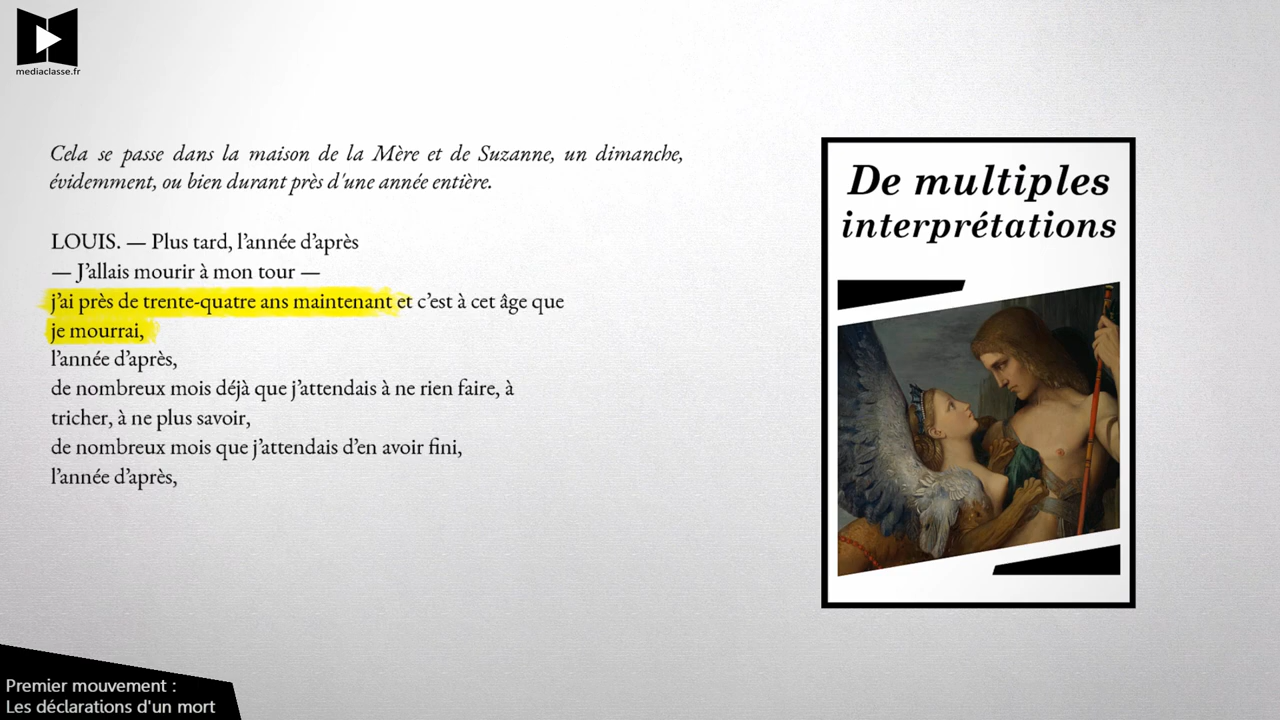 mediaclasse.fr
Cela se passe dans la maison de la Mère et de Suzanne, un dimanche,
évidemment, ou bien durant près d'une année entière.
LOUIS. — Plus tard, l’année d’après
— J’allais mourir à mon tour —
j’ai près de trente-quatre ans maintenant et c’est à cet âge que
je mourrai,
l’année d’après,
de nombreux mois déjà que j’attendais à ne rien faire, à
tricher, à ne plus savoir,
de nombreux mois que j’attendais d’en avoir fini,
l’année d’après,
De multiples
interprétations
Premier mouvement :
Les déclarations d'un mort